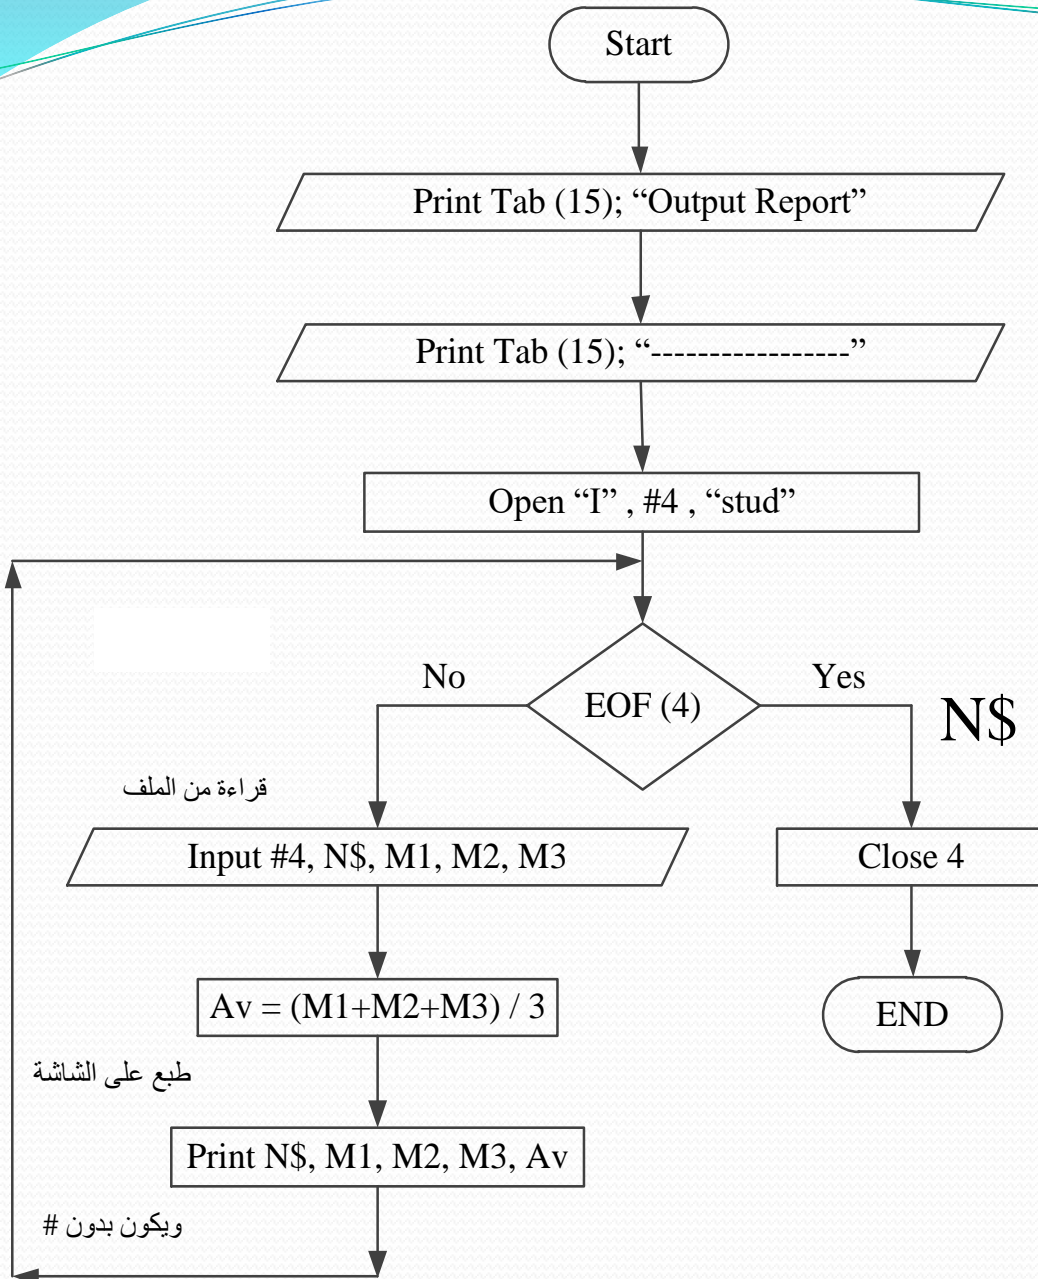 Start
Print Tab (15); “Output Report”
Print Tab (15); “-----------------”
Open “I” , #4 , “stud”
No
EOF (4)
Yes
N$
قراءة من الملف
Input #4, N$, M1, M2, M3
Close 4
Av = (M1+M2+M3) / 3
END
طبع على الشاشة
Print N$, M1, M2, M3, Av
ويكون بدون #